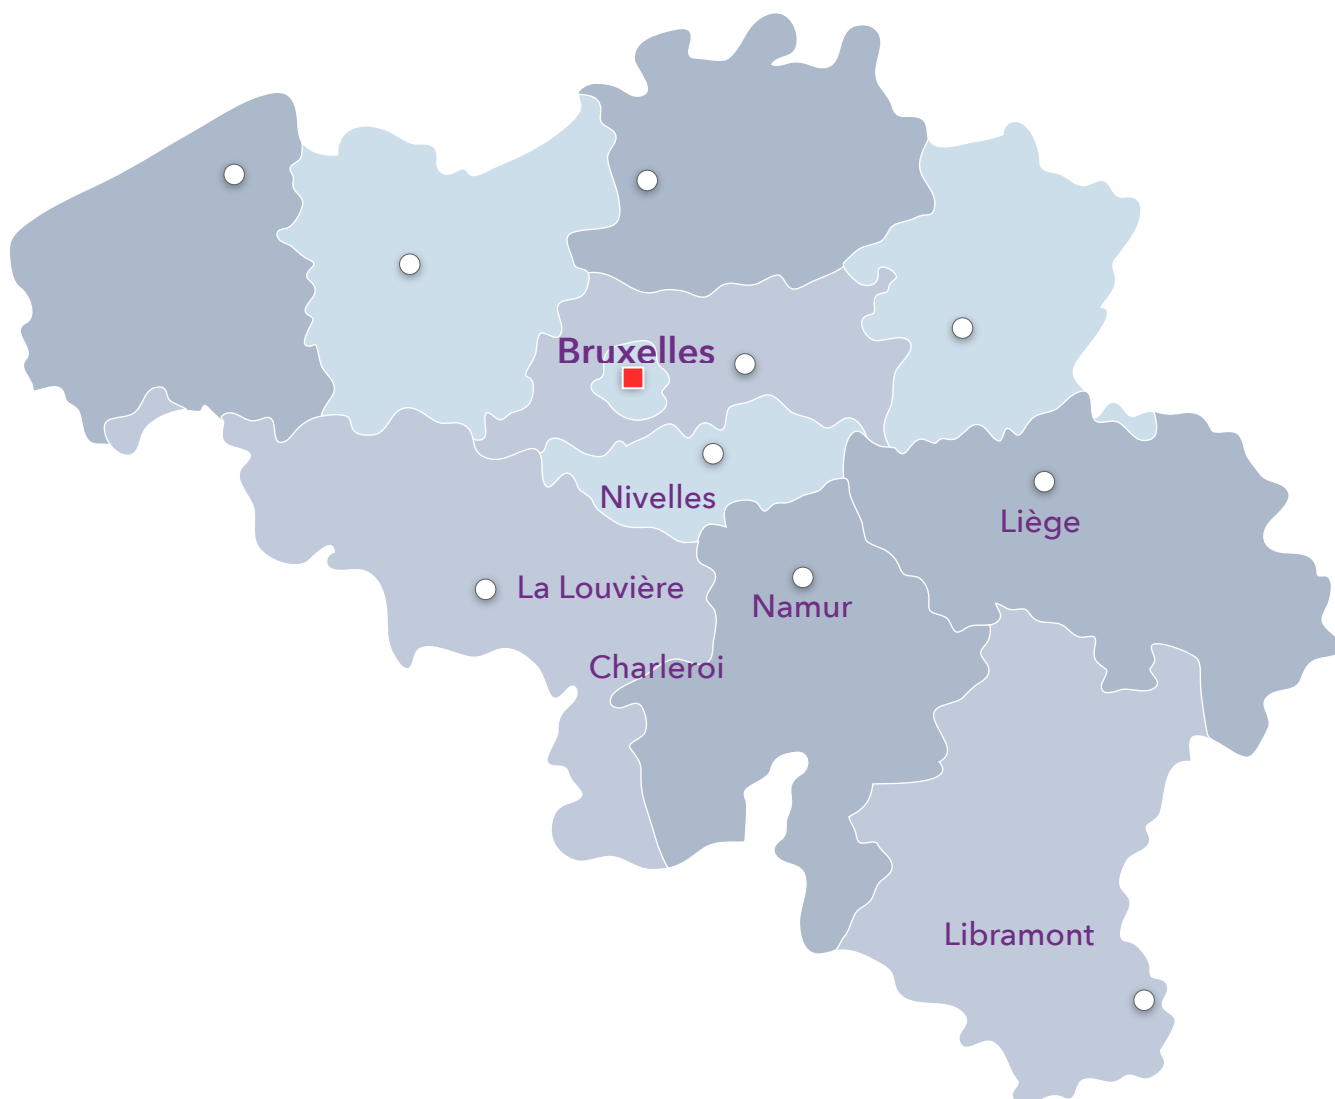 Bruxelles
Nivelles
Liège
La Louvière
Namur
Charleroi
Libramont